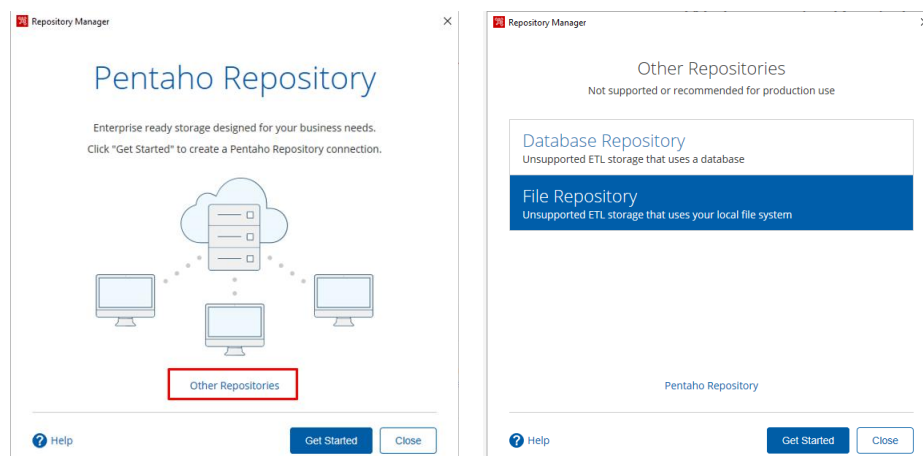 Repository Manager
Pentaho Repository
Enterprise ready storage designed for your business needs.
Click "Get Started" to create a Pentaho Repository connection.
Other Repositories
Help
Get Started
Close
Repository Manager
Other Repositories
Not supported or recommended for production use
Database Repository
Unsupported ETL storage that uses a database
File Repository
Unsupported ETL storage that uses your local file system
Pentaho Repository
Help
Get Started
Close